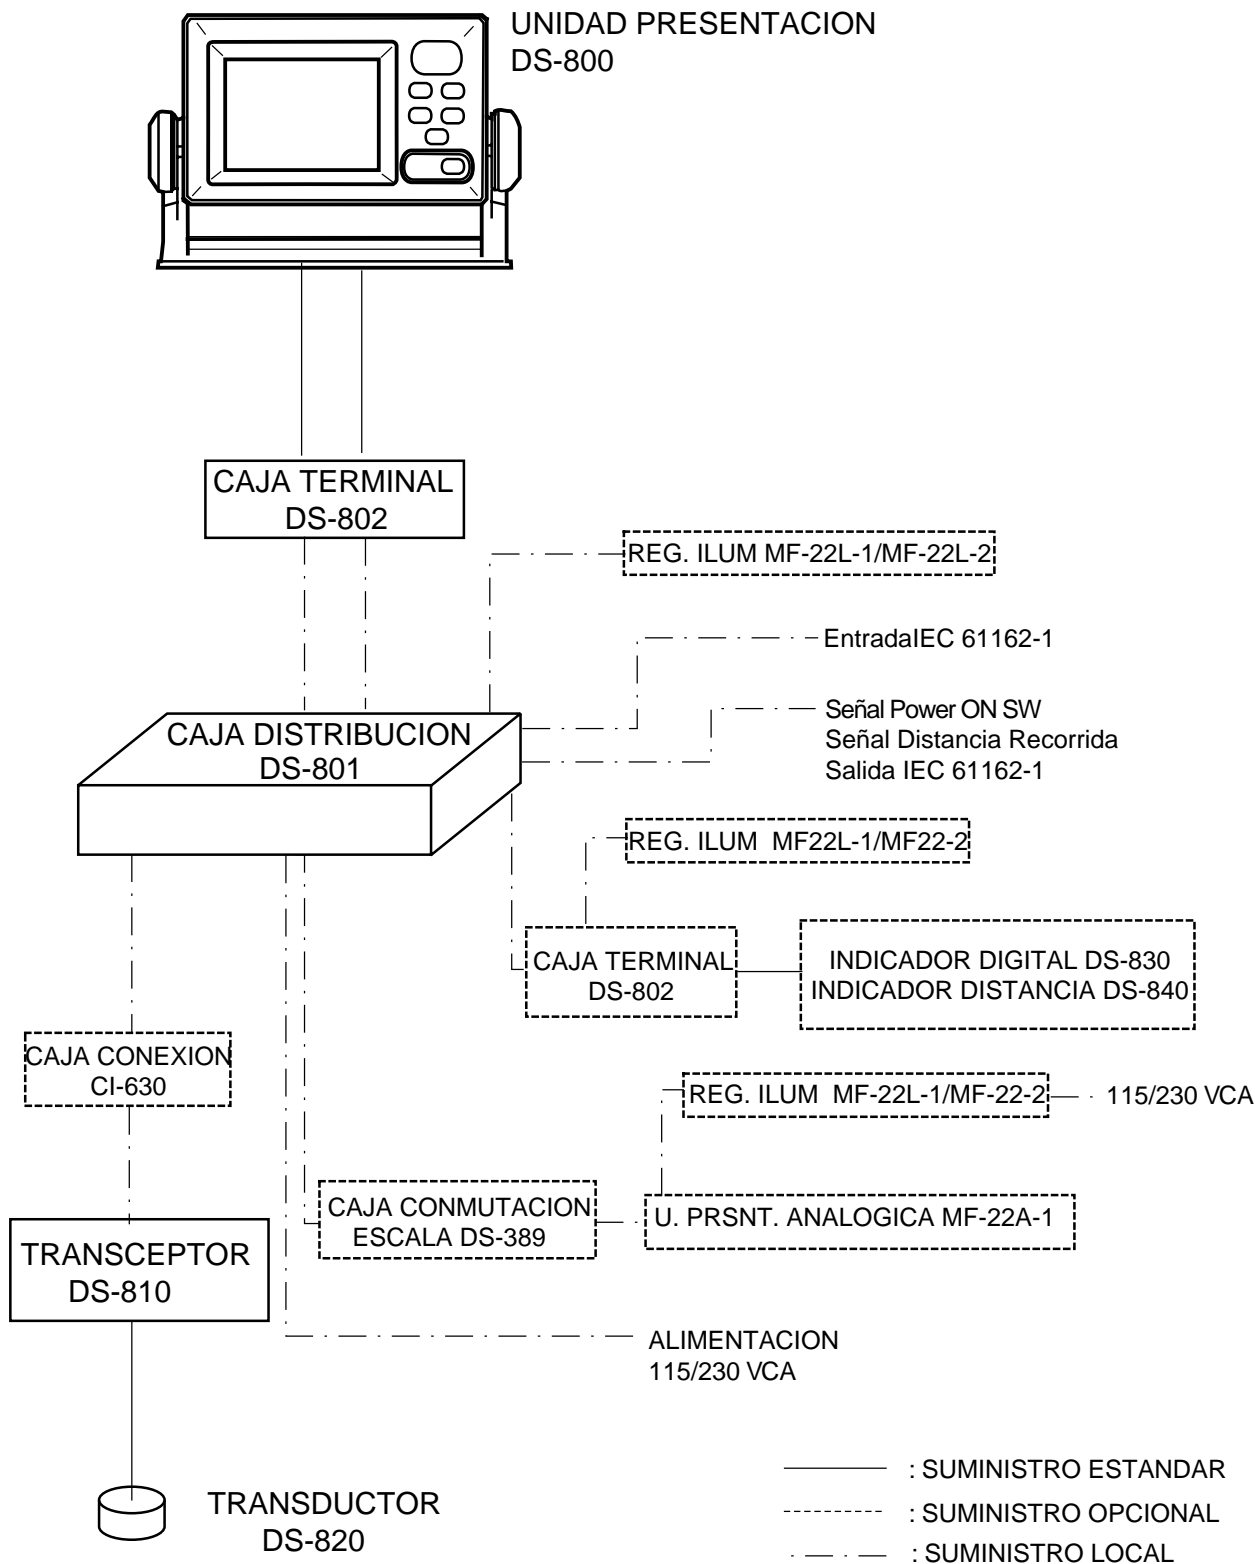 UNIDAD PRESENTACION
DS-800
CAJA TERMINAL
DS-802
REG. ILUM MF-22L-1/MF-22L-2
EntradaIEC 61162-1
Señal Power ON SW
Señal Distancia Recorrida
Salida IEC 61162-1
CAJA DISTRIBUCION
DS-801
REG. ILUM MF22L-1/MF22-2
CAJA TERMINAL
DS-802
INDICADOR DIGITAL DS-830
INDICADOR DISTANCIA DS-840
CAJA CONEXION
CI-630
REG. ILUM MF-22L-1/MF-22-2
115/230 VCA
CAJA CONMUTACION
ESCALA DS-389
U. PRSNT. ANALOGICA MF-22A-1
TRANSCEPTOR
DS-810
ALIMENTACION
115/230 VCA
TRANSDUCTOR
DS-820
: SUMINISTRO ESTANDAR
: SUMINISTRO OPCIONAL
: SUMINISTRO LOCAL